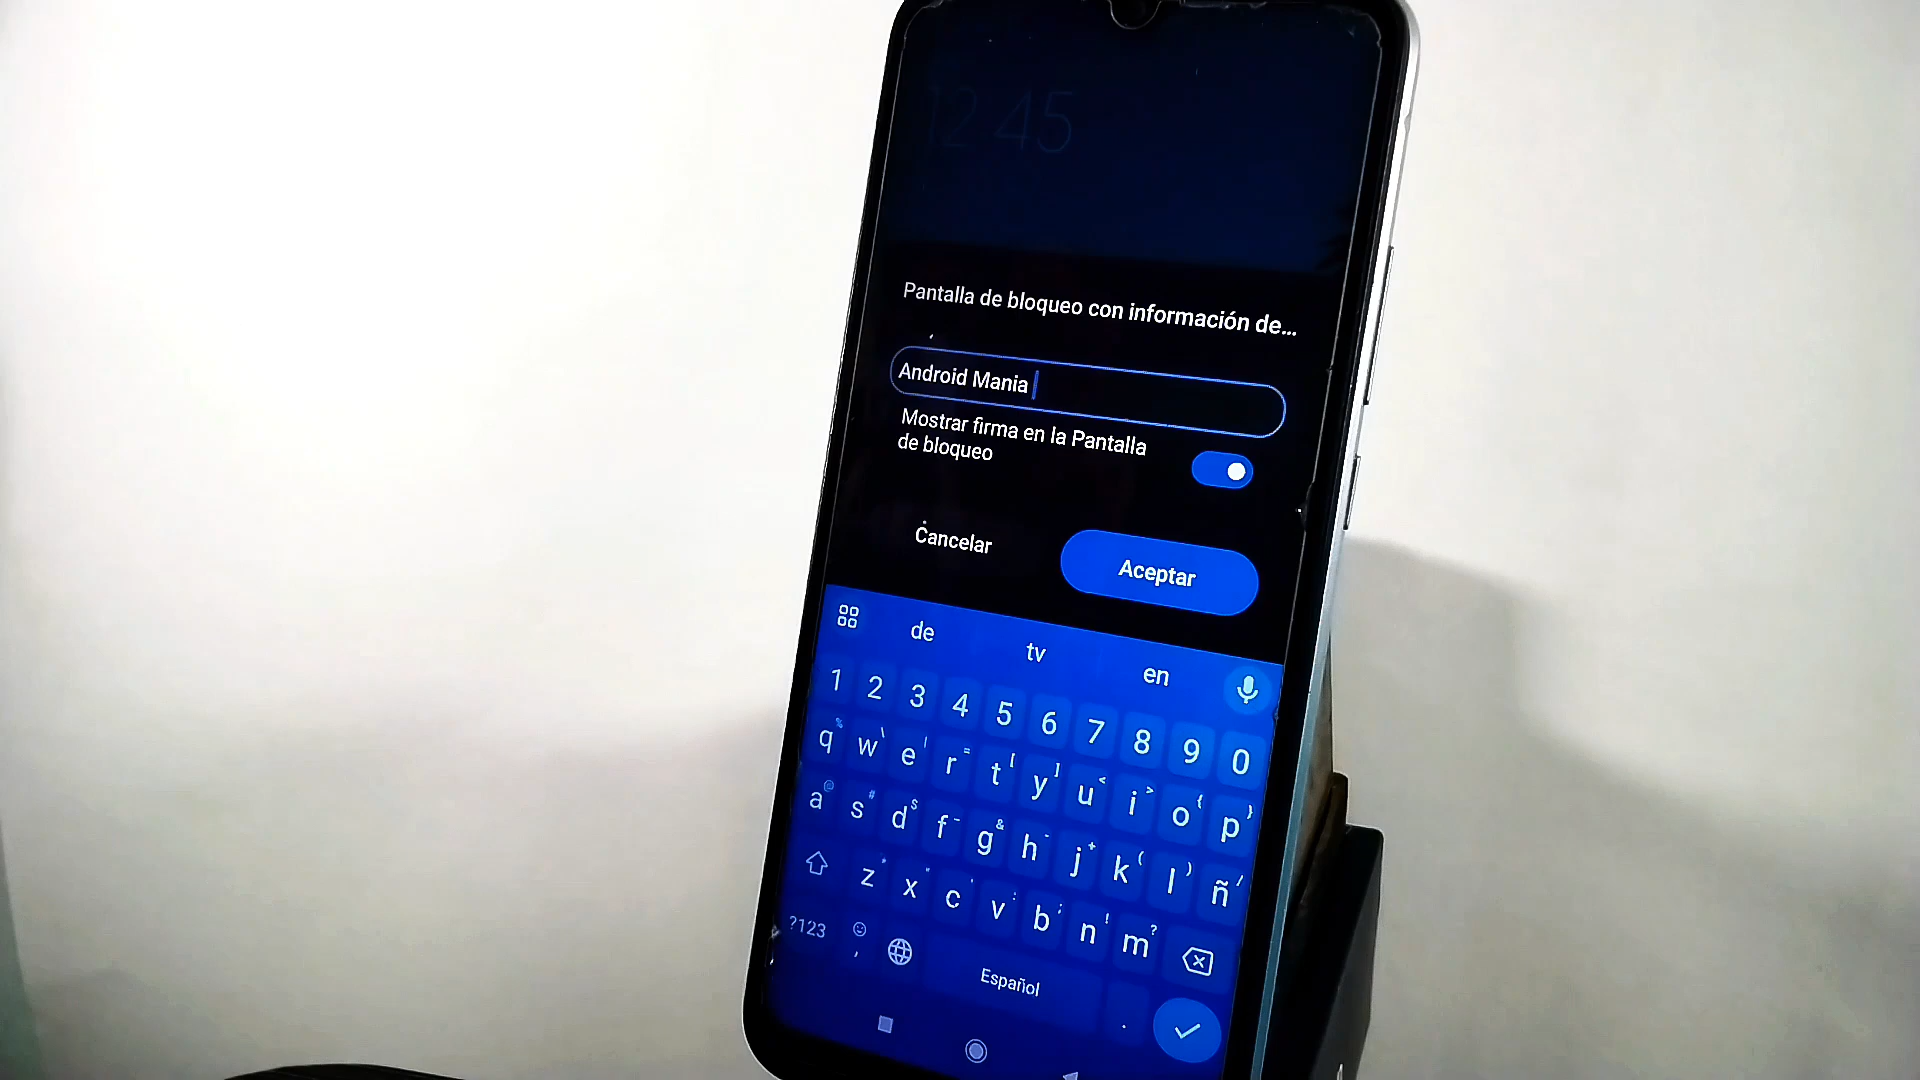 12 45
Pantalla de bloqueo con información de...
Android Mania
Mostrar firma en la Pantalla
de bloqueo
Cancelar
Aceptar
de tv en
1 2 3 4 5 6 7 8 9 0
q w e r t y u i o p
a s d f g h j k l ñ
z x c v b n m
?123 , Español .